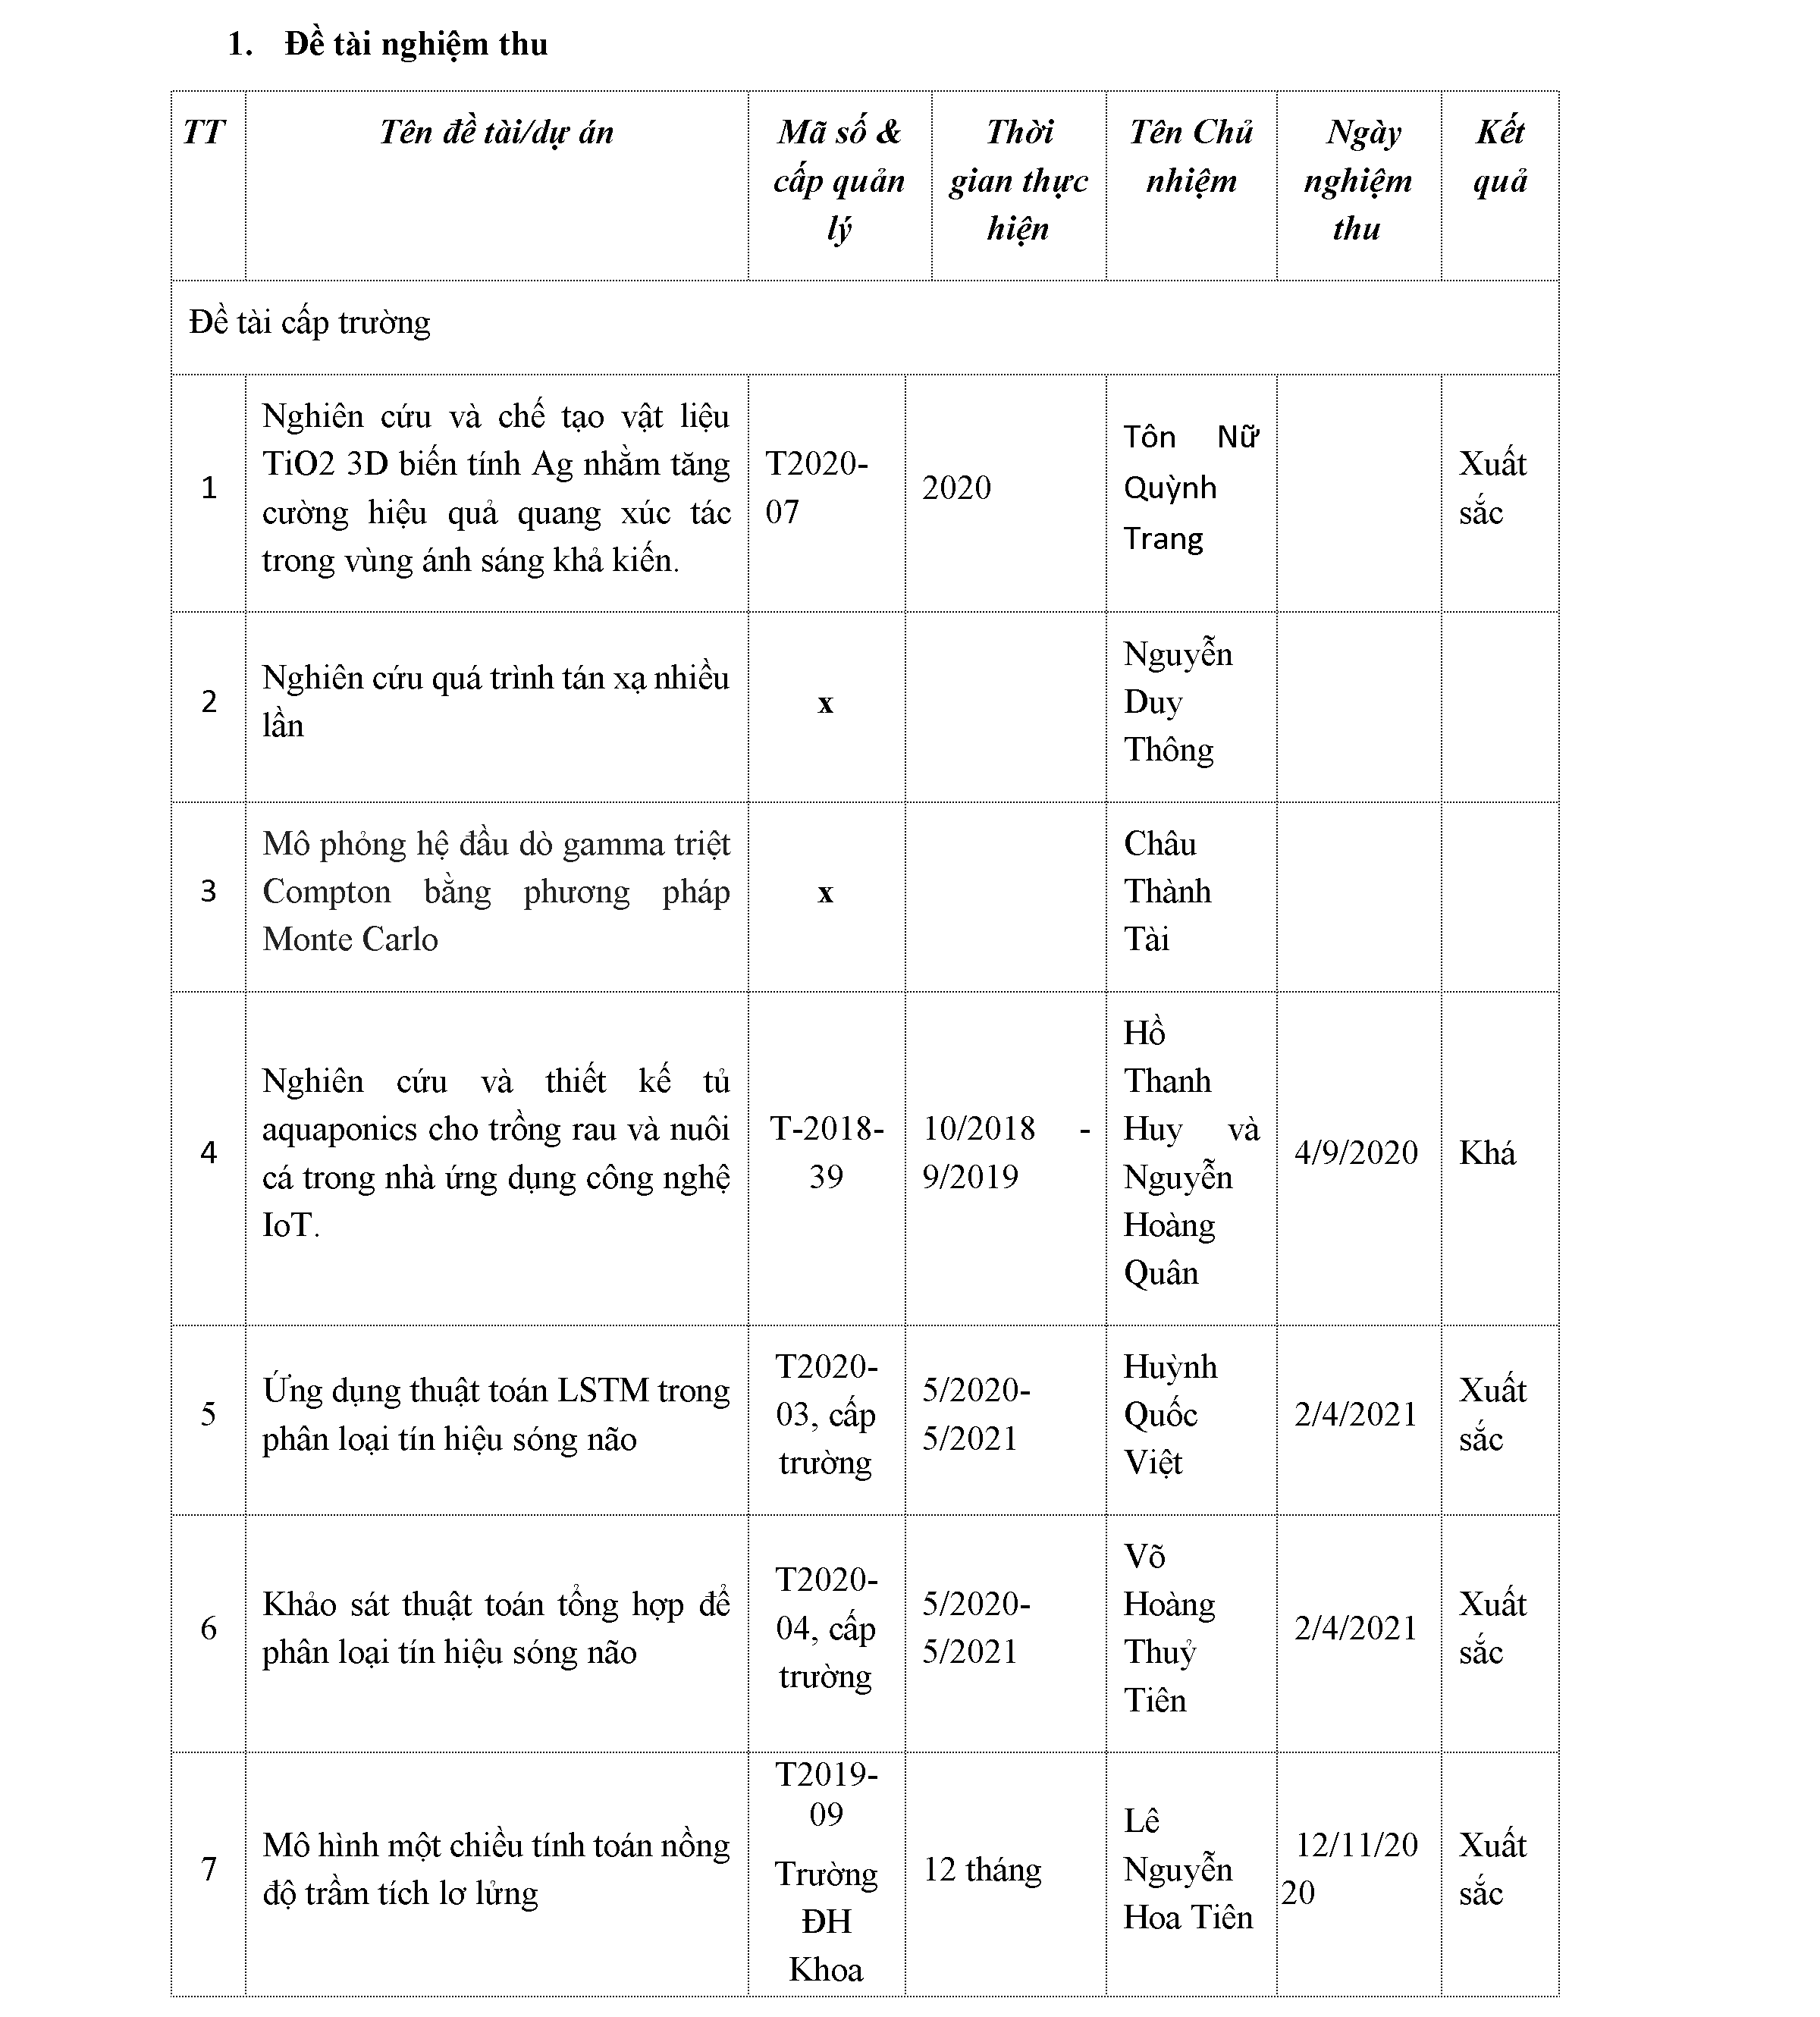 1. Đề tài nghiệm thu
TT
Tên đề tài/dự án
Mã số &
cấp quản
lý
Thời
gian thực
hiện
Tên Chủ
nhiệm
Ngày
nghiệm
thu
Kết
quả
Đề tài cấp trường
1
Nghiên cứu và chế tạo vật liệu
TiO2 3D biến tính Ag nhằm tăng
cường hiệu quả quang xúc tác
trong vùng ánh sáng khả kiến.
T2020-
07
2020
Tôn Nữ
Quỳnh
Trang
Xuất
sắc
2
Nghiên cứu quá trình tán xạ nhiều
lần
x
Nguyễn
Duy
Thông
3
Mô phỏng hệ đầu dò gamma triệt
Compton bằng phương pháp
Monte Carlo
x
Châu
Thành
Tài
4
Nghiên cứu và thiết kế tủ
aquaponics cho trồng rau và nuôi
cá trong nhà ứng dụng công nghệ
IoT.
T-2018-
39
10/2018 -
9/2019
Hồ
Thanh
Huy và
Nguyễn
Hoàng
Quân
4/9/2020
Khá
5
Ứng dụng thuật toán LSTM trong
phân loại tín hiệu sóng não
T2020-
03, cấp
trường
5/2020-
5/2021
Huỳnh
Quốc
Việt
2/4/2021
Xuất
sắc
6
Khảo sát thuật toán tổng hợp để
phân loại tín hiệu sóng não
T2020-
04, cấp
trường
5/2020-
5/2021
Võ
Hoàng
Thuỷ
Tiên
2/4/2021
Xuất
sắc
7
Mô hình một chiều tính toán nồng
độ trầm tích lơ lửng
T2019-
09
Trường
ĐH
Khoa
12 tháng
Lê
Nguyễn
Hoa Tiên
12/11/20
20
Xuất
sắc